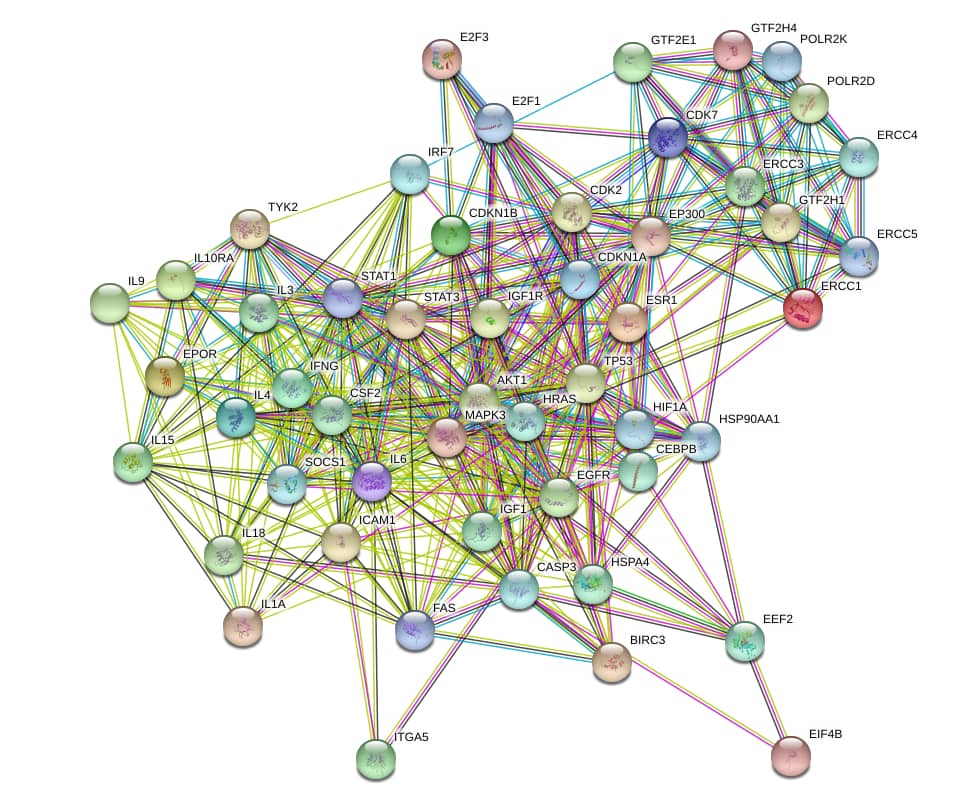 E2F3
GTF2E1
GTF2H4
POLR2K
POLR2D
E2F1
CDK7
ERCC4
IRF7
ERCC3
CDK2
GTF2H1
TYK2
CDKN1B
EP300
ERCC5
IL10RA
CDKN1A
IL9
STAT1
IL3
STAT3
IGF1R
ESR1
ERCC1
EPOR
IFNG
TP53
IL4
CSF2
AKT1
HRAS
MAPK3
HIF1A
HSP90AA1
IL15
SOCS1
IL6
CEBPB
EGFR
ICAM1
IGF1
IL18
CASP3
HSPA4
IL1A
FAS
EEF2
BIRC3
ITGA5
EIF4B